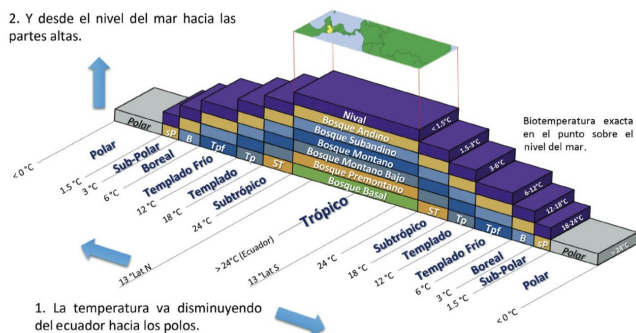 2. Y desde el nivel del mar hacia las
partes altas.
Nival
Bosque Andino
Bosque Subandino
Bosque Montano
Bosque Montano Bajo
Bosque Premontano
Bosque Basal
< 1.5°C
1.5-3°C
3-6°C
6-12°C
12-18°C
18-24°C
> 24°C
Biotemperatura exacta
en el punto sobre el
nivel del mar.
Polar
sP
B
Tpf
Tp
ST
ST
Tp
Tpf
B
sP
Polar
< 0 °C
Polar
1.5 °C
Sub-Polar
3 °C
Boreal
6 °C
Templado Frío
12 °C
Templado
18 °C
Subtrópico
24 °C
13 °Lat N
Trópico
> 24°C (Ecuador)
13 °Lat S
24 °C
Subtrópico
18 °C
Templado
12 °C
Templado Frío
6 °C
Boreal
3 °C
Sub-Polar
1.5 °C
Polar
< 0 °C
1. La temperatura va disminuyendo
del ecuador hacia los polos.